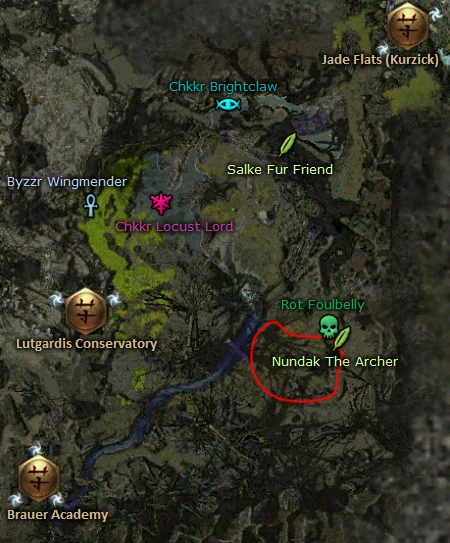 Jade Flats (Kurzick)
Chkkr Brightclaw
Salke Fur Friend
Byzzr Wingmender
Chkkr Locust Lord
Rot Foulbelly
Lutgardis Conservatory
Nundak The Archer
Brauer Academy